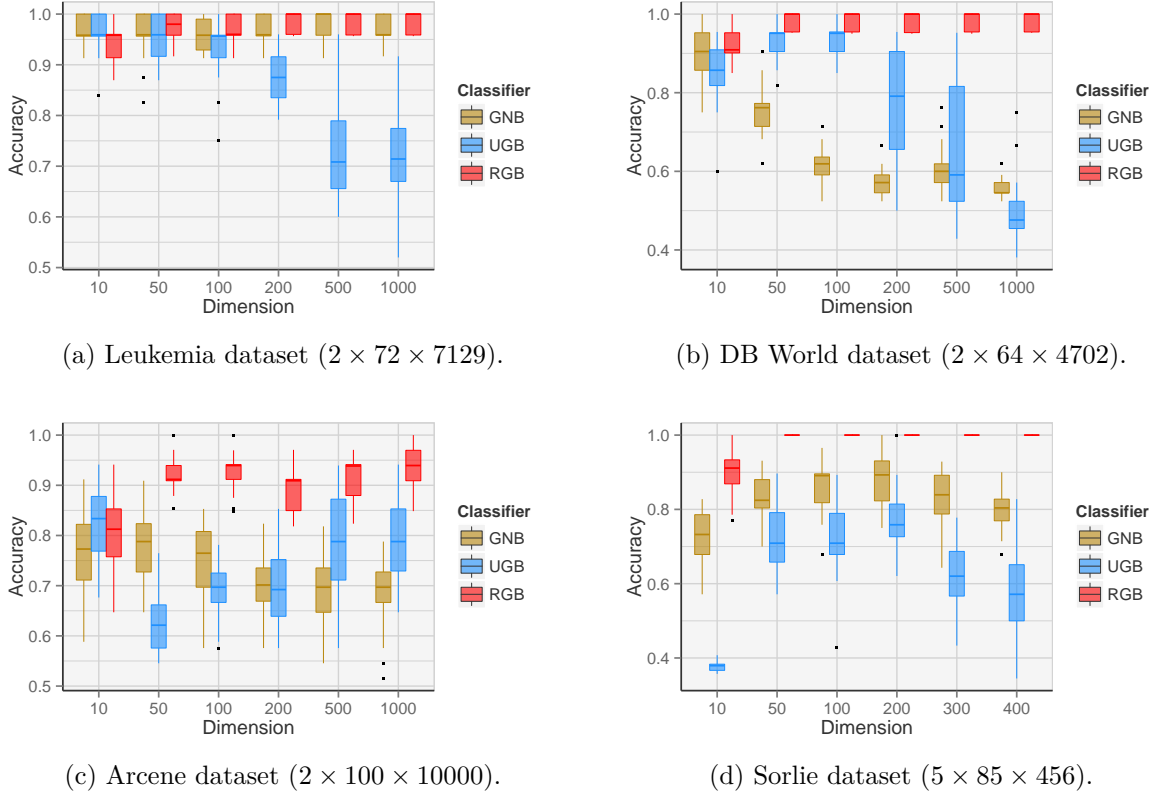 1.0
0.9
0.8
0.7
0.6
0.5
Accuracy
10 50 100 200 500 1000
Dimension
Classifier
GNB
UGB
RGB
(a) Leukemia dataset (2 × 72 × 7129).
1.0
0.8
0.6
0.4
Accuracy
10 50 100 200 500 1000
Dimension
Classifier
GNB
UGB
RGB
(b) DB World dataset (2 × 64 × 4702).
1.0
0.9
0.8
0.7
0.6
0.5
Accuracy
10 50 100 200 500 1000
Dimension
Classifier
GNB
UGB
RGB
(c) Arcene dataset (2 × 100 × 10000).
1.0
0.8
0.6
0.4
Accuracy
10 50 100 200 300 400
Dimension
Classifier
GNB
UGB
RGB
(d) Sorlie dataset (5 × 85 × 456).